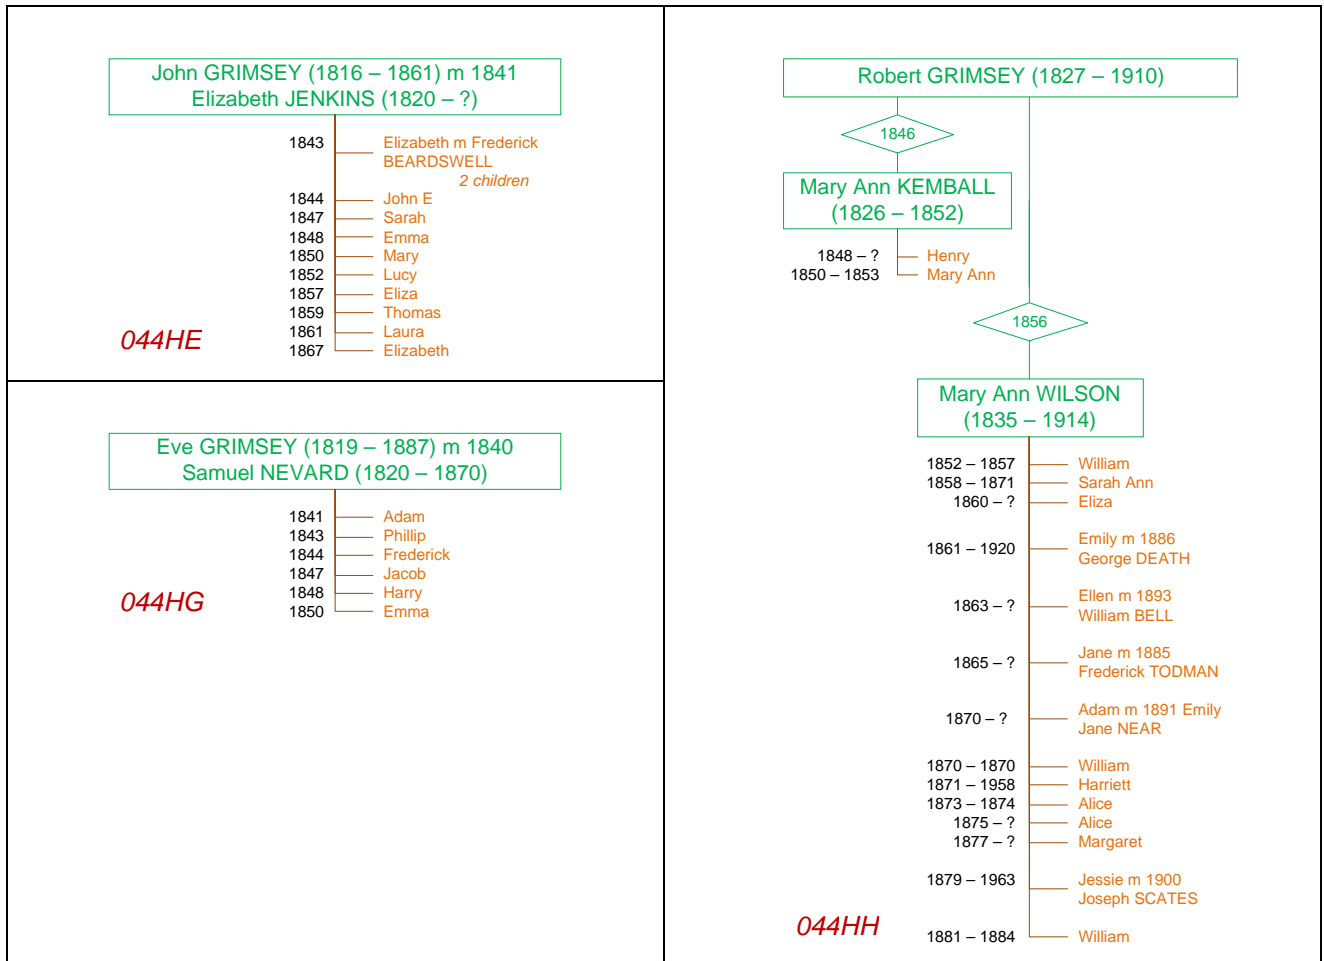 John GRIMSEY (1816 – 1861) m 1841
Elizabeth JENKINS (1820 – ?)
1843 Elizabeth m Frederick
BEARDSWELL
2 children
1844 John E
1847 Sarah
1848 Emma
1850 Mary
1852 Lucy
1857 Eliza
1859 Thomas
1861 Laura
1867 Elizabeth
044HE
Eve GRIMSEY (1819 – 1887) m 1840
Samuel NEVARD (1820 – 1870)
1841 Adam
1843 Phillip
1844 Frederick
1847 Jacob
1848 Harry
1850 Emma
044HG
Robert GRIMSEY (1827 – 1910)
1846
Mary Ann KEMBALL
(1826 – 1852)
1848 – ? Henry
1850 – 1853 Mary Ann
1856
Mary Ann WILSON
(1835 – 1914)
1852 – 1857 William
1858 – 1871 Sarah Ann
1860 – ? Eliza
1861 – 1920 Emily m 1886
George DEATH
1863 – ? Ellen m 1893
William BELL
1865 – ? Jane m 1885
Frederick TODMAN
1870 – ? Adam m 1891 Emily
Jane NEAR
1870 – 1870 William
1871 – 1958 Harriett
1873 – 1874 Alice
1875 – ? Alice
1877 – ? Margaret
1879 – 1963 Jessie m 1900
Joseph SCATES
1881 – 1884 William
044HH